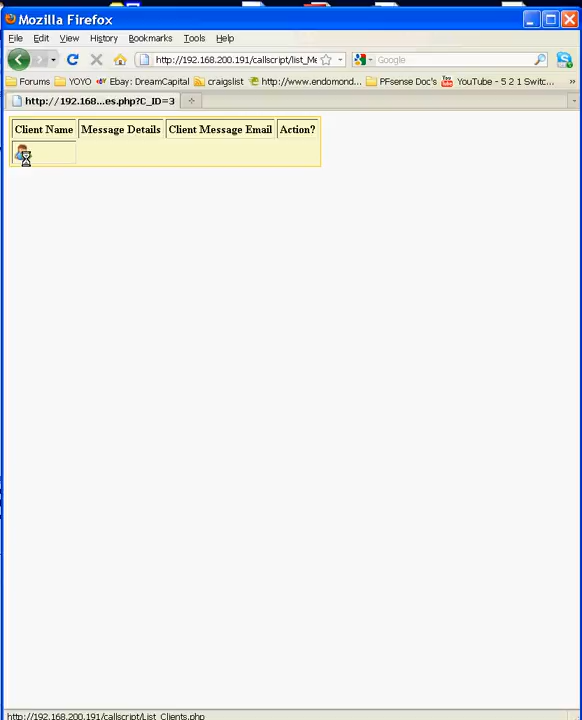 Mozilla Firefox
File Edit View History Bookmarks Tools Help
http://192.168.200.191/callscript/list_Me
Google
Forums YOYO Ebay: DreamCapital craigslist http://www.endomond... PFsense Doc's YouTube - 5 2 1 Switc...
http://192.168...es.php?C_ID=3
Client Name Message Details Client Message Email Action?
http://192.168.200.191/callscript/List_Clients.php